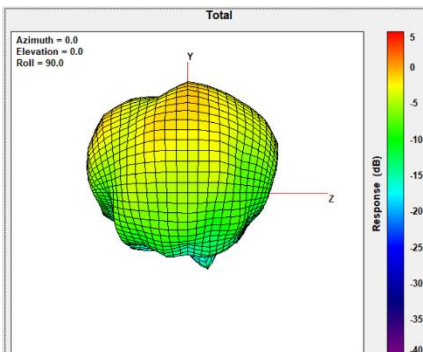 Total
Azimuth = 0.0
Elevation = 0.0
Roll = 90.0
Y
Z
Response (dB)
5
0
-5
-10
-15
-20
-25
-30
-35
-40